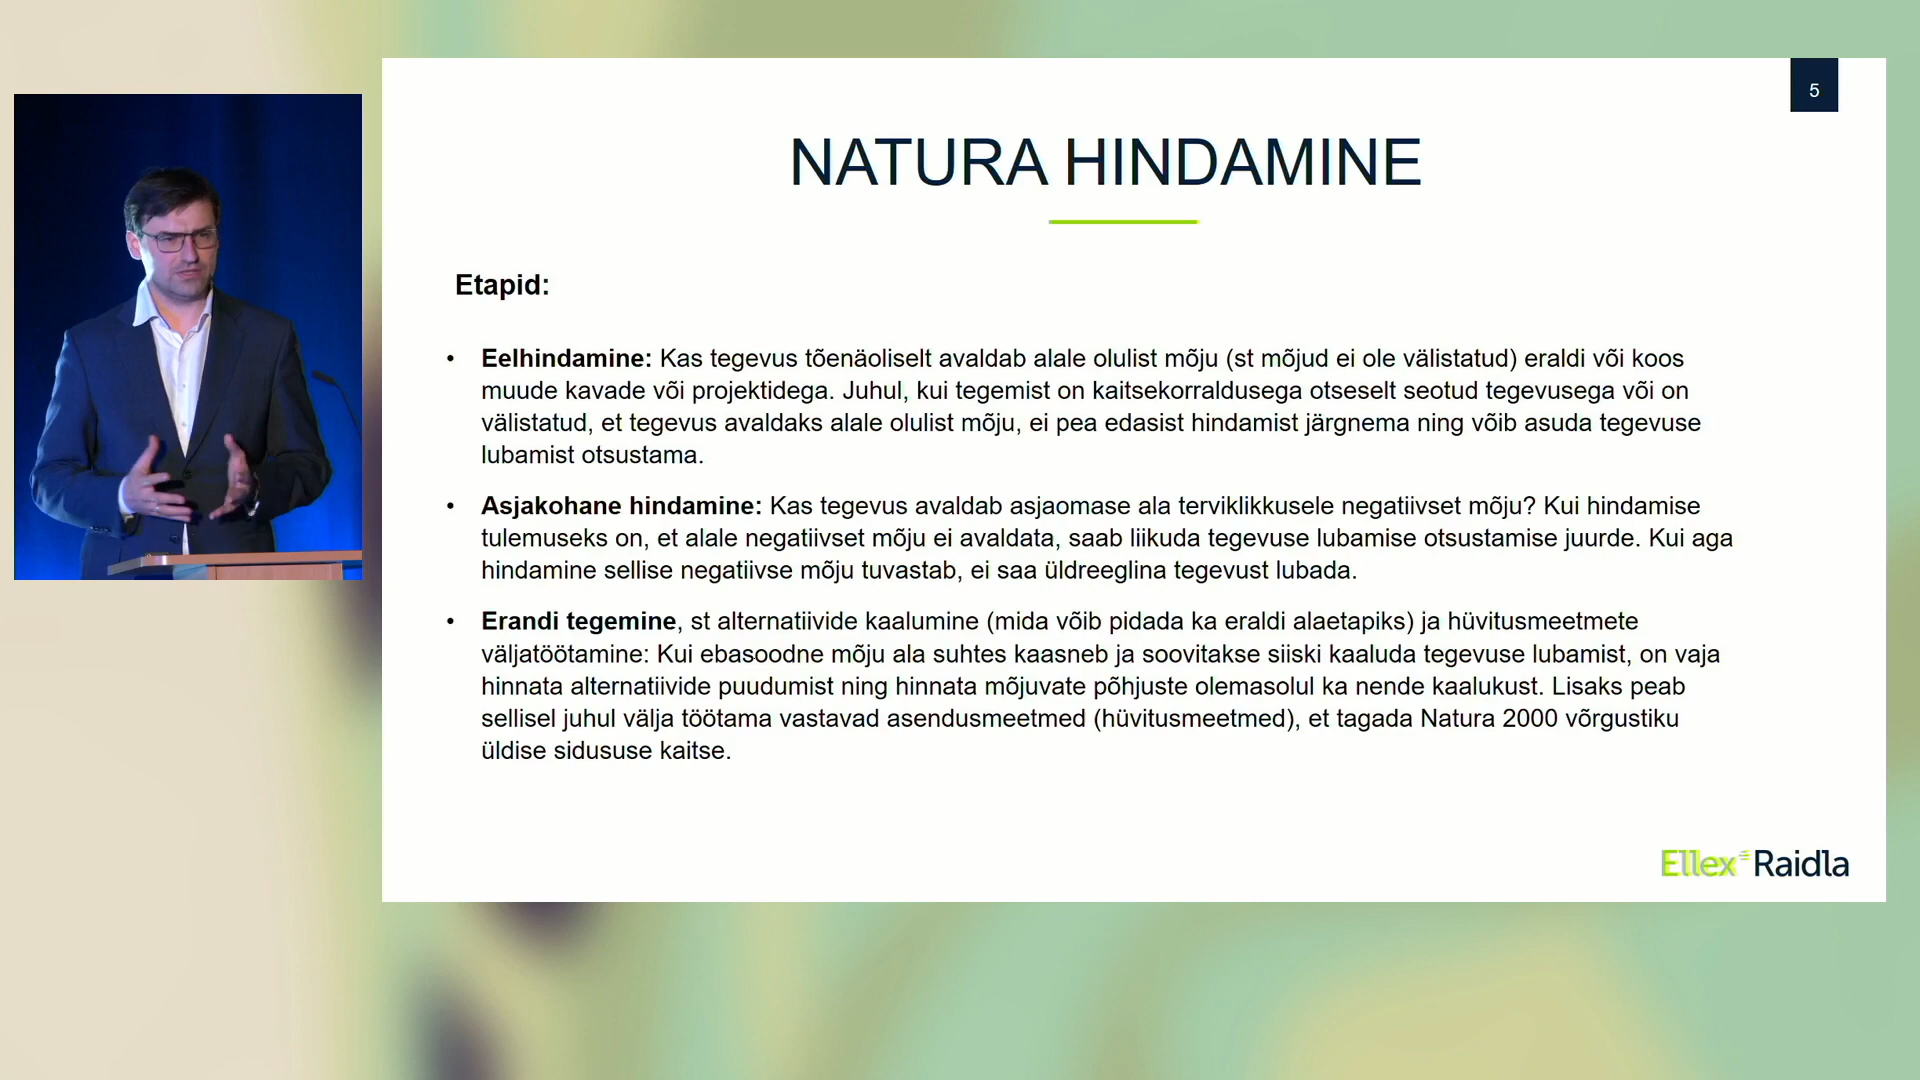 5
NATURA HINDAMINE
Etapid:
• Eelhindamine: Kas tegevus tõenäoliselt avaldab alale olulist mõju (st mõjud ei ole välistatud) eraldi või koos
muude kavade või projektidega. Juhul, kui tegemist on kaitsekorraldusega otseselt seotud tegevusega või on
välistatud, et tegevus avaldaks alale olulist mõju, ei pea edasist hindamist järgnema ning võib asuda tegevuse
lubamist otsustama.
• Asjakohane hindamine: Kas tegevus avaldab asjaomase ala terviklikkusele negatiivset mõju? Kui hindamise
tulemuseks on, et alale negatiivset mõju ei avaldata, saab liikuda tegevuse lubamise otsustamise juurde. Kui aga
hindamine sellise negatiivse mõju tuvastab, ei saa üldreeglina tegevust lubada.
• Erandi tegemine, st alternatiivide kaalumine (mida võib pidada ka eraldi alaetapiks) ja hüvitusmeetmete
väljatöötamine: Kui ebasoodne mõju ala suhtes kaasneb ja soovitakse siiski kaaluda tegevuse lubamist, on vaja
hinnata alternatiivide puudumist ning hinnata mõjuvate põhjuste olemasolul ka nende kaalukust. Lisaks peab
sellisel juhul välja töötama vastavad asendusmeetmed (hüvitusmeetmed), et tagada Natura 2000 võrgustiku
üldise sidususe kaitse.
Ellex Raidla